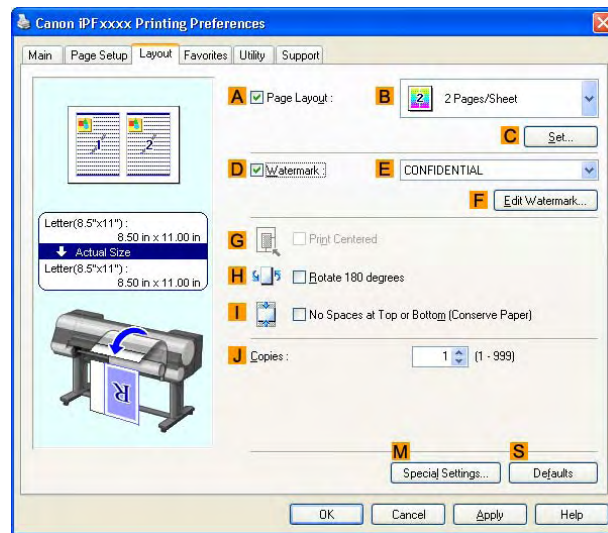 Canon iPFxxxx Printing Preferences
Main Page Setup Layout Favorites Utility Support
A Page Layout : B 2 2 Pages/Sheet
C Set...
1 2
D Watermark : E CONFIDENTIAL
F Edit Watermark...
Letter(8.5"x11") :
8.50 in x 11.00 in
Actual Size
Letter(8.5"x11") :
8.50 in x 11.00 in
G Print Centered
H Rotate 180 degrees
I No Spaces at Top or Bottom (Conserve Paper)
J Copies : 1 (1 - 999)
R
M S
Special Settings... Defaults
OK Cancel Apply Help